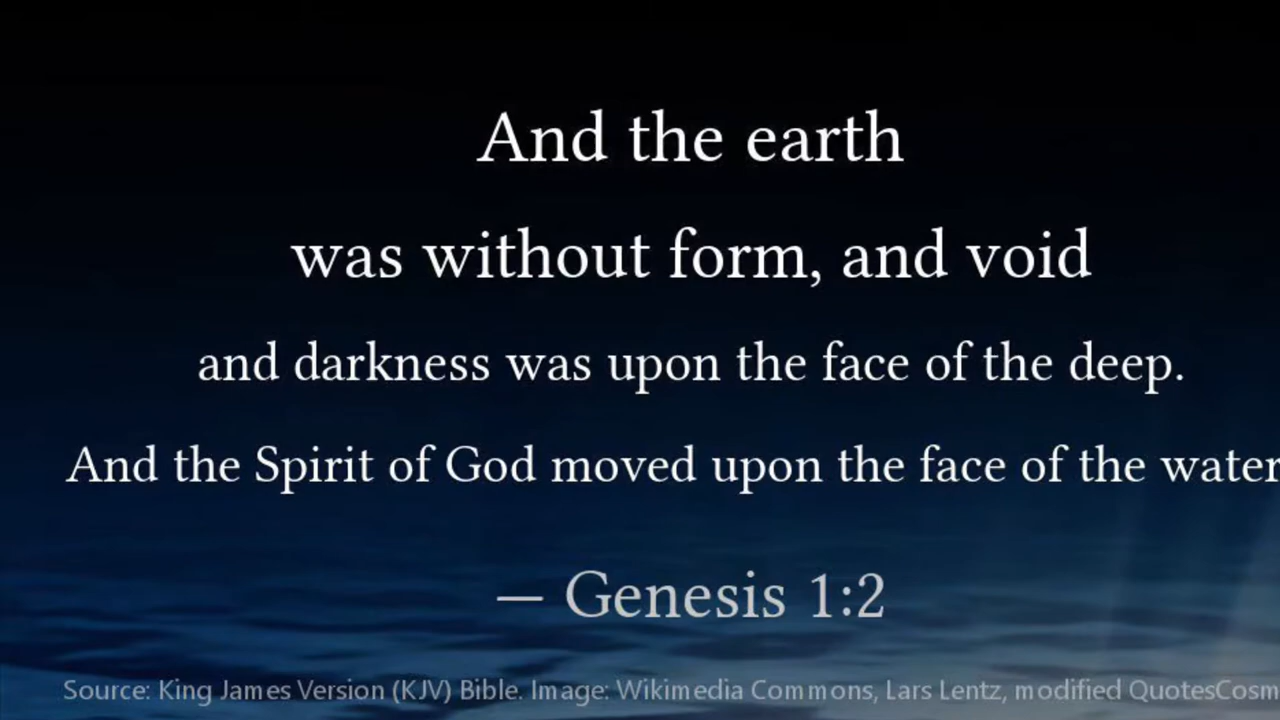 And the earth
was without form, and void
and darkness was upon the face of the deep.
And the Spirit of God moved upon the face of the water
— Genesis 1:2
Source: King James Version (KJV) Bible. Image: Wikimedia Commons, Lars Lentz, modified QuotesCosm